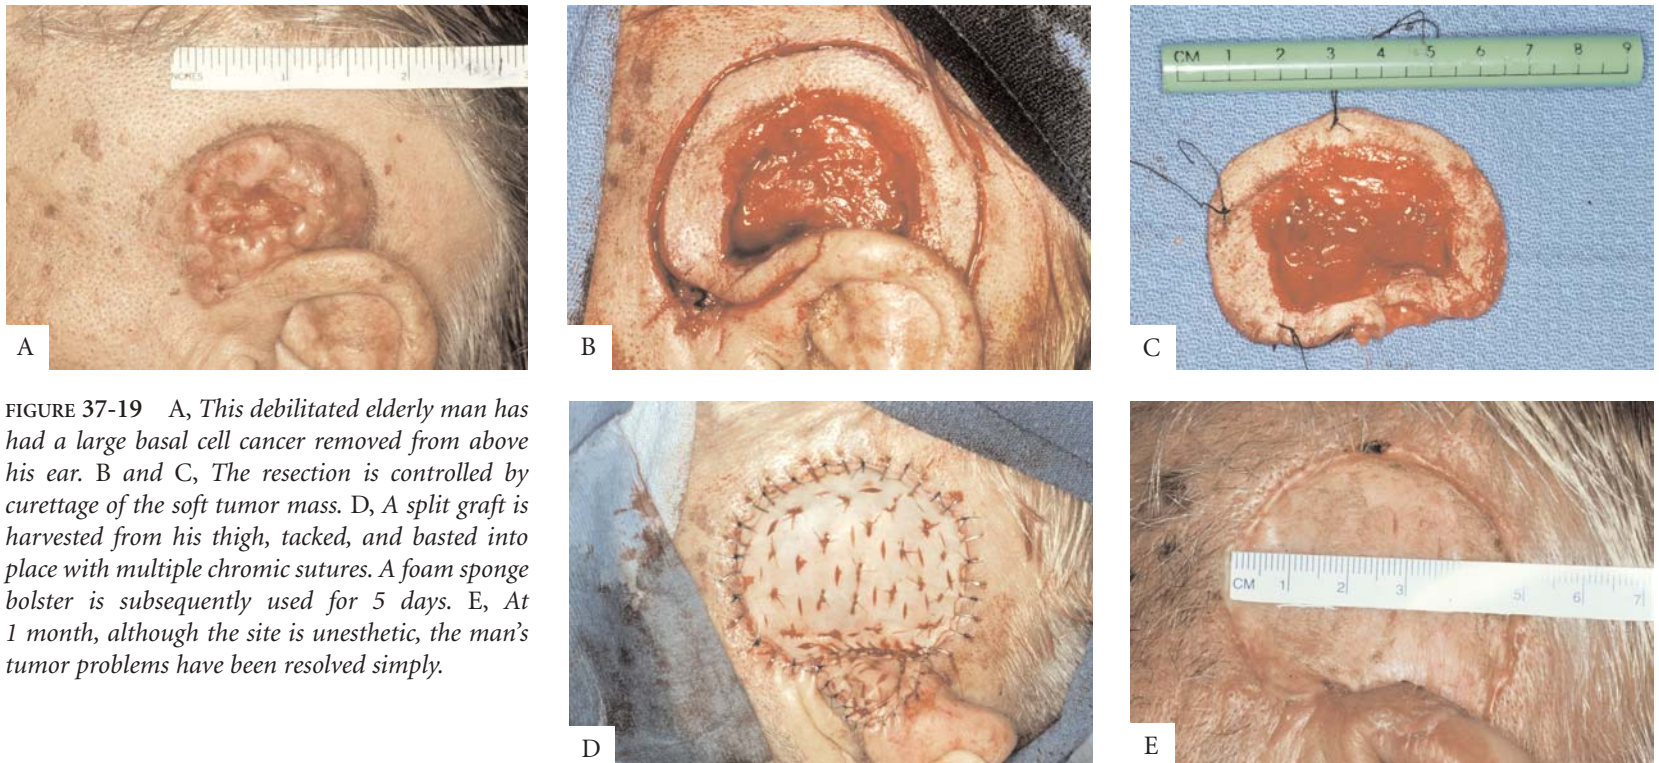 INCHES 1 2 3
A
B
CM 1 2 3 4 5 6 7 8 9
C
FIGURE 37-19 A, This debilitated elderly man has
had a large basal cell cancer removed from above
his ear. B and C, The resection is controlled by
curettage of the soft tumor mass. D, A split graft is
harvested from his thigh, tacked, and basted into
place with multiple chromic sutures. A foam sponge
bolster is subsequently used for 5 days. E, At
1 month, although the site is unesthetic, the man's
tumor problems have been resolved simply.
D
CM 1 2 3 5 6 7
E